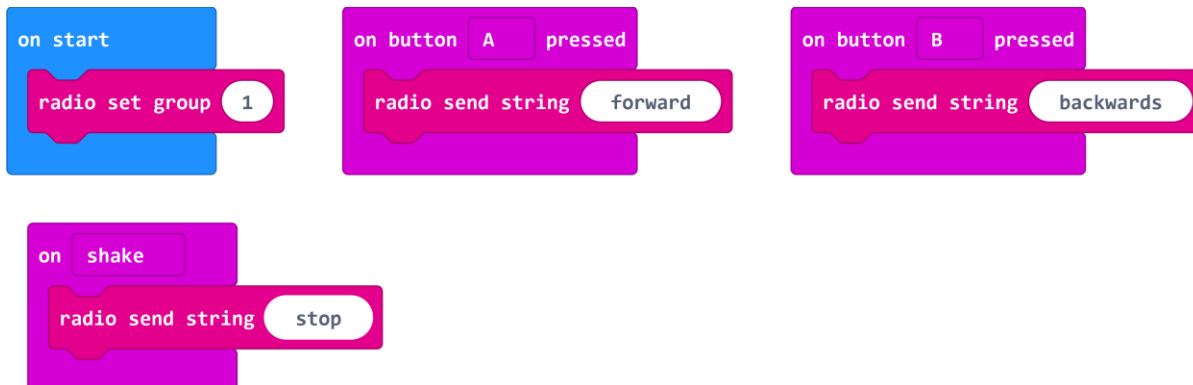 on start
radio set group 1
on button A pressed
radio send string forward
on button B pressed
radio send string backwards
on shake
radio send string stop